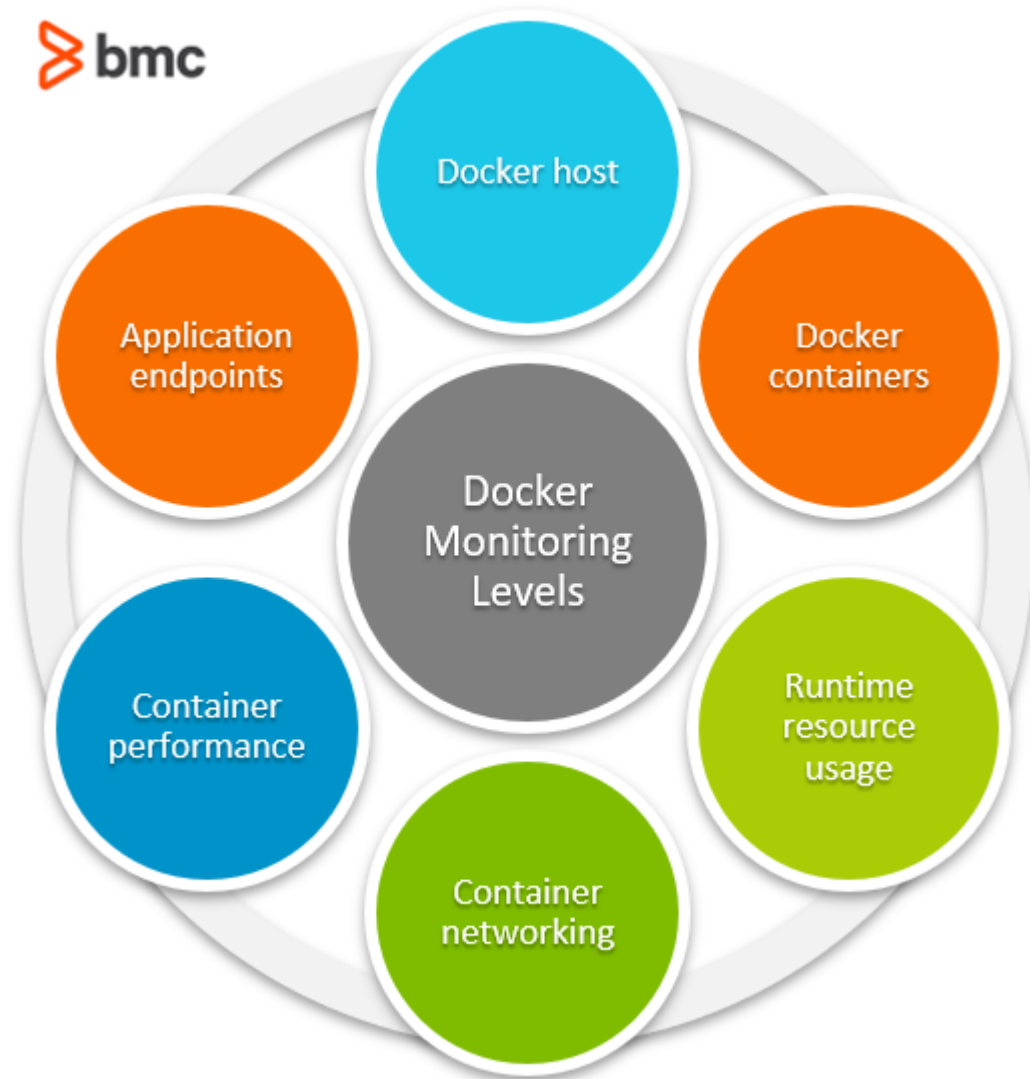 bmc
Docker host
Application
endpoints
Docker
containers
Docker
Monitoring
Levels
Container
performance
Runtime
resource
usage
Container
networking